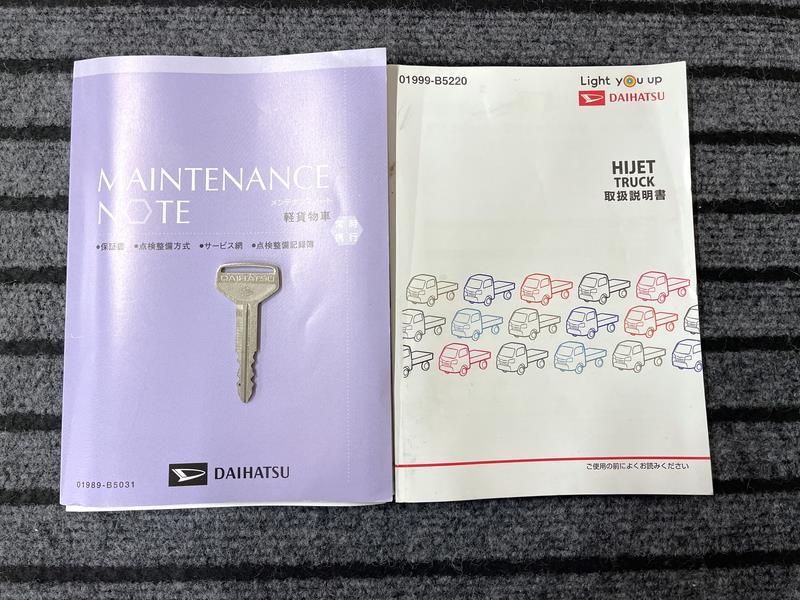 MAINTENANCE
NOTE
メンテナンスノート
軽貨物車
•保証書 •点検整備方式 •サービス網 •点検整備記録簿
DAIHATSU
DAIHATSU
01989-B5031
01999-B5220
Light you up
DAIHATSU
HIJET
TRUCK
取扱説明書
ご使用の前によくお読みください